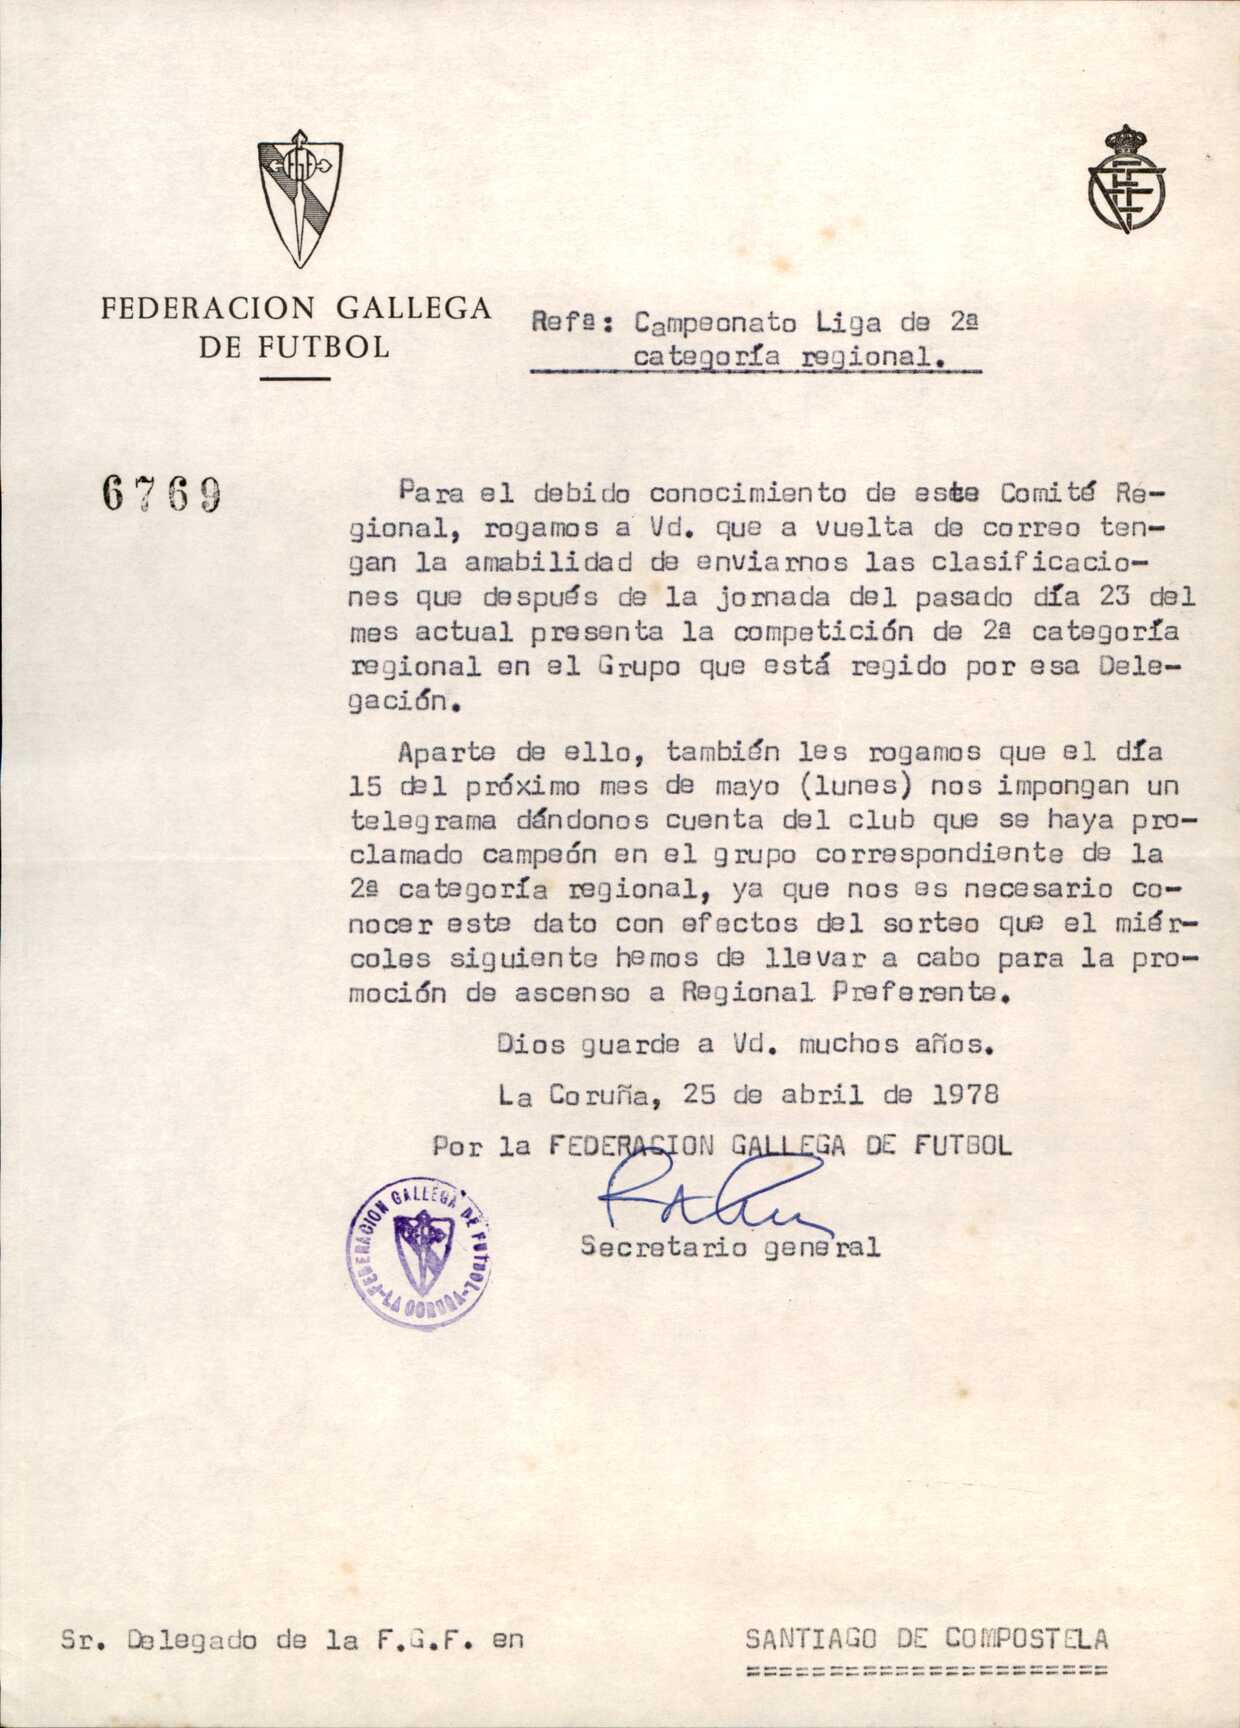 FGF
FEDERACION GALLEGA
DE FUTBOL
Refª: Campeonato Liga de 2ª
categoría regional.
6769
Para el debido conocimiento de este Comité Re-
gional, rogamos a Vd. que a vuelta de correo ten-
gan la amabilidad de enviarnos las clasificacio-
nes que después de la jornada del pasado día 23 del
mes actual presenta la competición de 2ª categoría
regional en el Grupo que está regido por esa Dele-
gación.
Aparte de ello, también les rogamos que el día
15 del próximo mes de mayo (lunes) nos impongan un
telegrama dándonos cuenta del club que se haya pro-
clamado campeón en el grupo correspondiente de la
2ª categoría regional, ya que nos es necesario co-
nocer este dato con efectos del sorteo que el miér-
coles siguiente hemos de llevar a cabo para la pro-
moción de ascenso a Regional Preferente.
Dios guarde a Vd. muchos años.
La Coruña, 25 de abril de 1978
Por la FEDERACION GALLEGA DE FUTBOL
FEDERACION GALLEGA DE FUTBOL-LA CORUÑA-
Secretario general
Sr. Delegado de la F.G.F. en
SANTIAGO DE COMPOSTELA